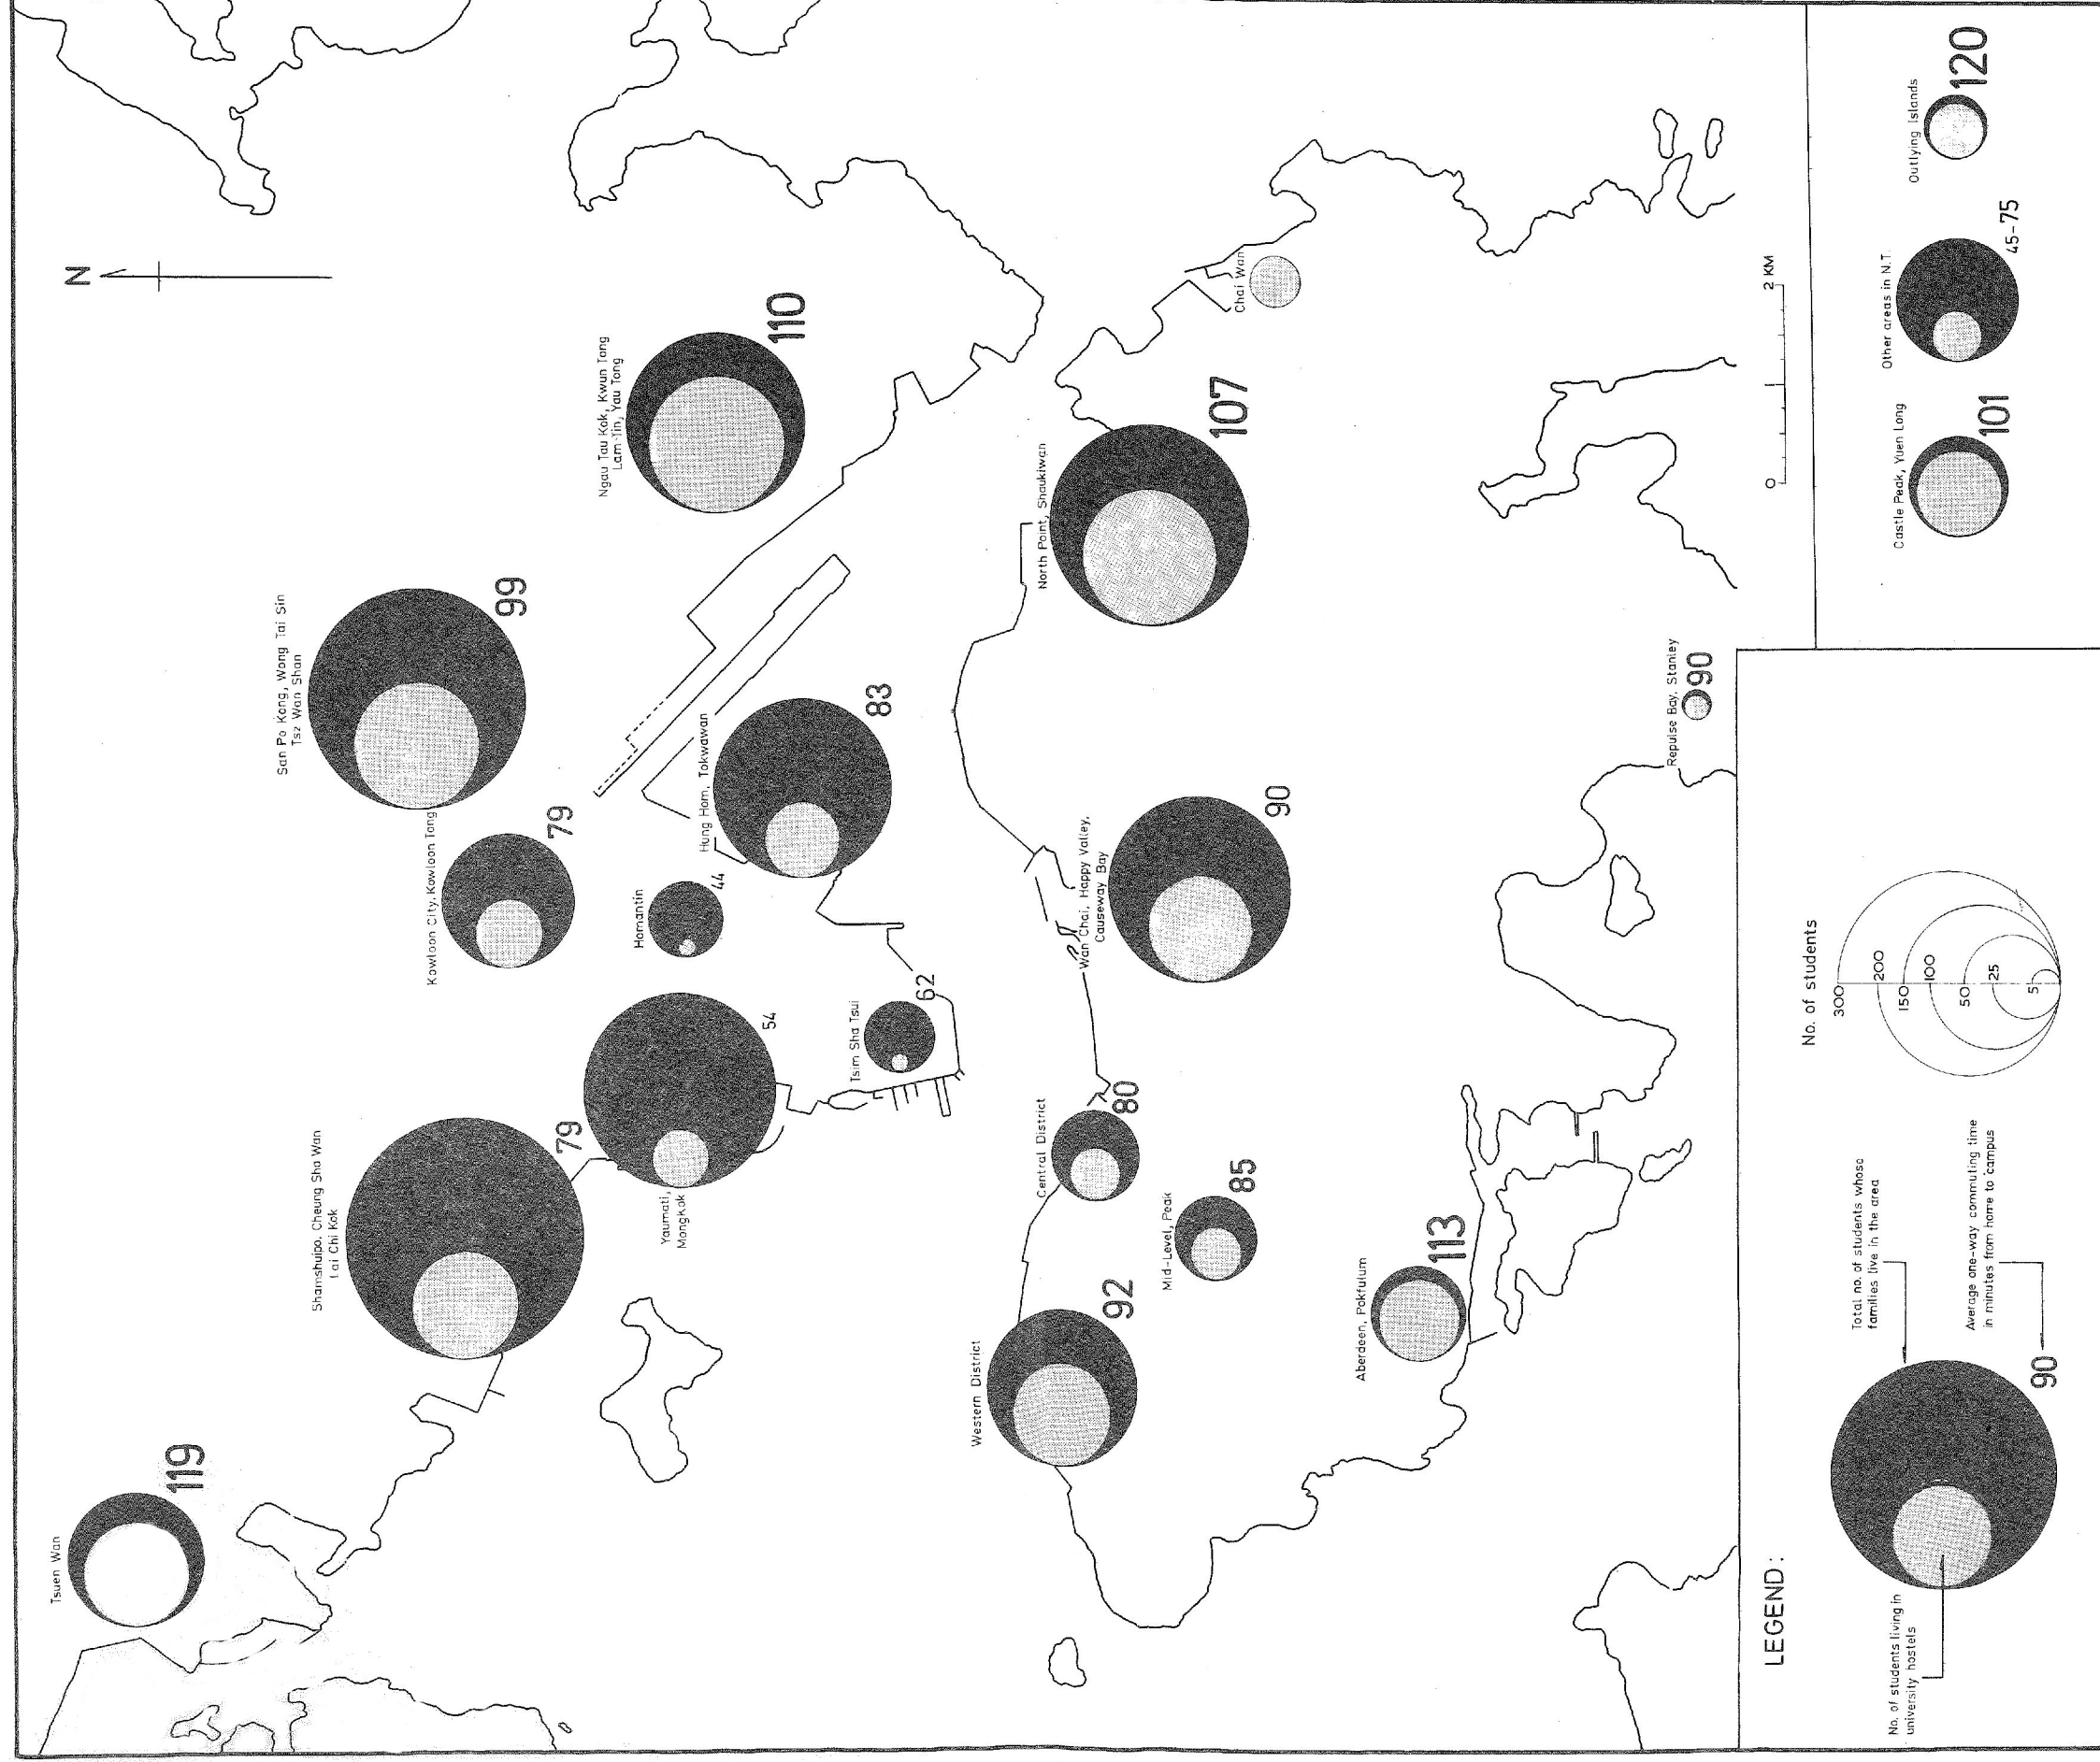 N
Tsuen Wan
119
Shamshuipo, Cheung Sha Wan
Lai Chi Kok
79
San Po Kong, Wong Tai Sin
Tsz Wan Shan
99
Kowloon City, Kowloon Tong
79
Ngau Tau Kok, Kwun Tong
Lam Tin, Yau Tong
110
Yaumati,
Mongkok
54
Homantin
44
Hung Hom, Tokwawan
83
Tsim Sha Tsui
62
Western District
92
Central District
80
Wan Chai, Happy Valley,
Causeway Bay
90
North Point, Shaukiwan
107
Chai Wan
Mid-Level, Peak
85
Aberdeen, Pokfulum
113
Repulse Bay, Stanley
90
0
1
2 KM
Castle Peak, Yuen Long
101
Other areas in N.T.
45-75
Outlying Islands
120
LEGEND:
No. of students living in
university hostels
Total no. of students whose
families live in the area
Average one-way commuting time
in minutes from home to campus
90
No. of students
300
200
150
100
50
25
5